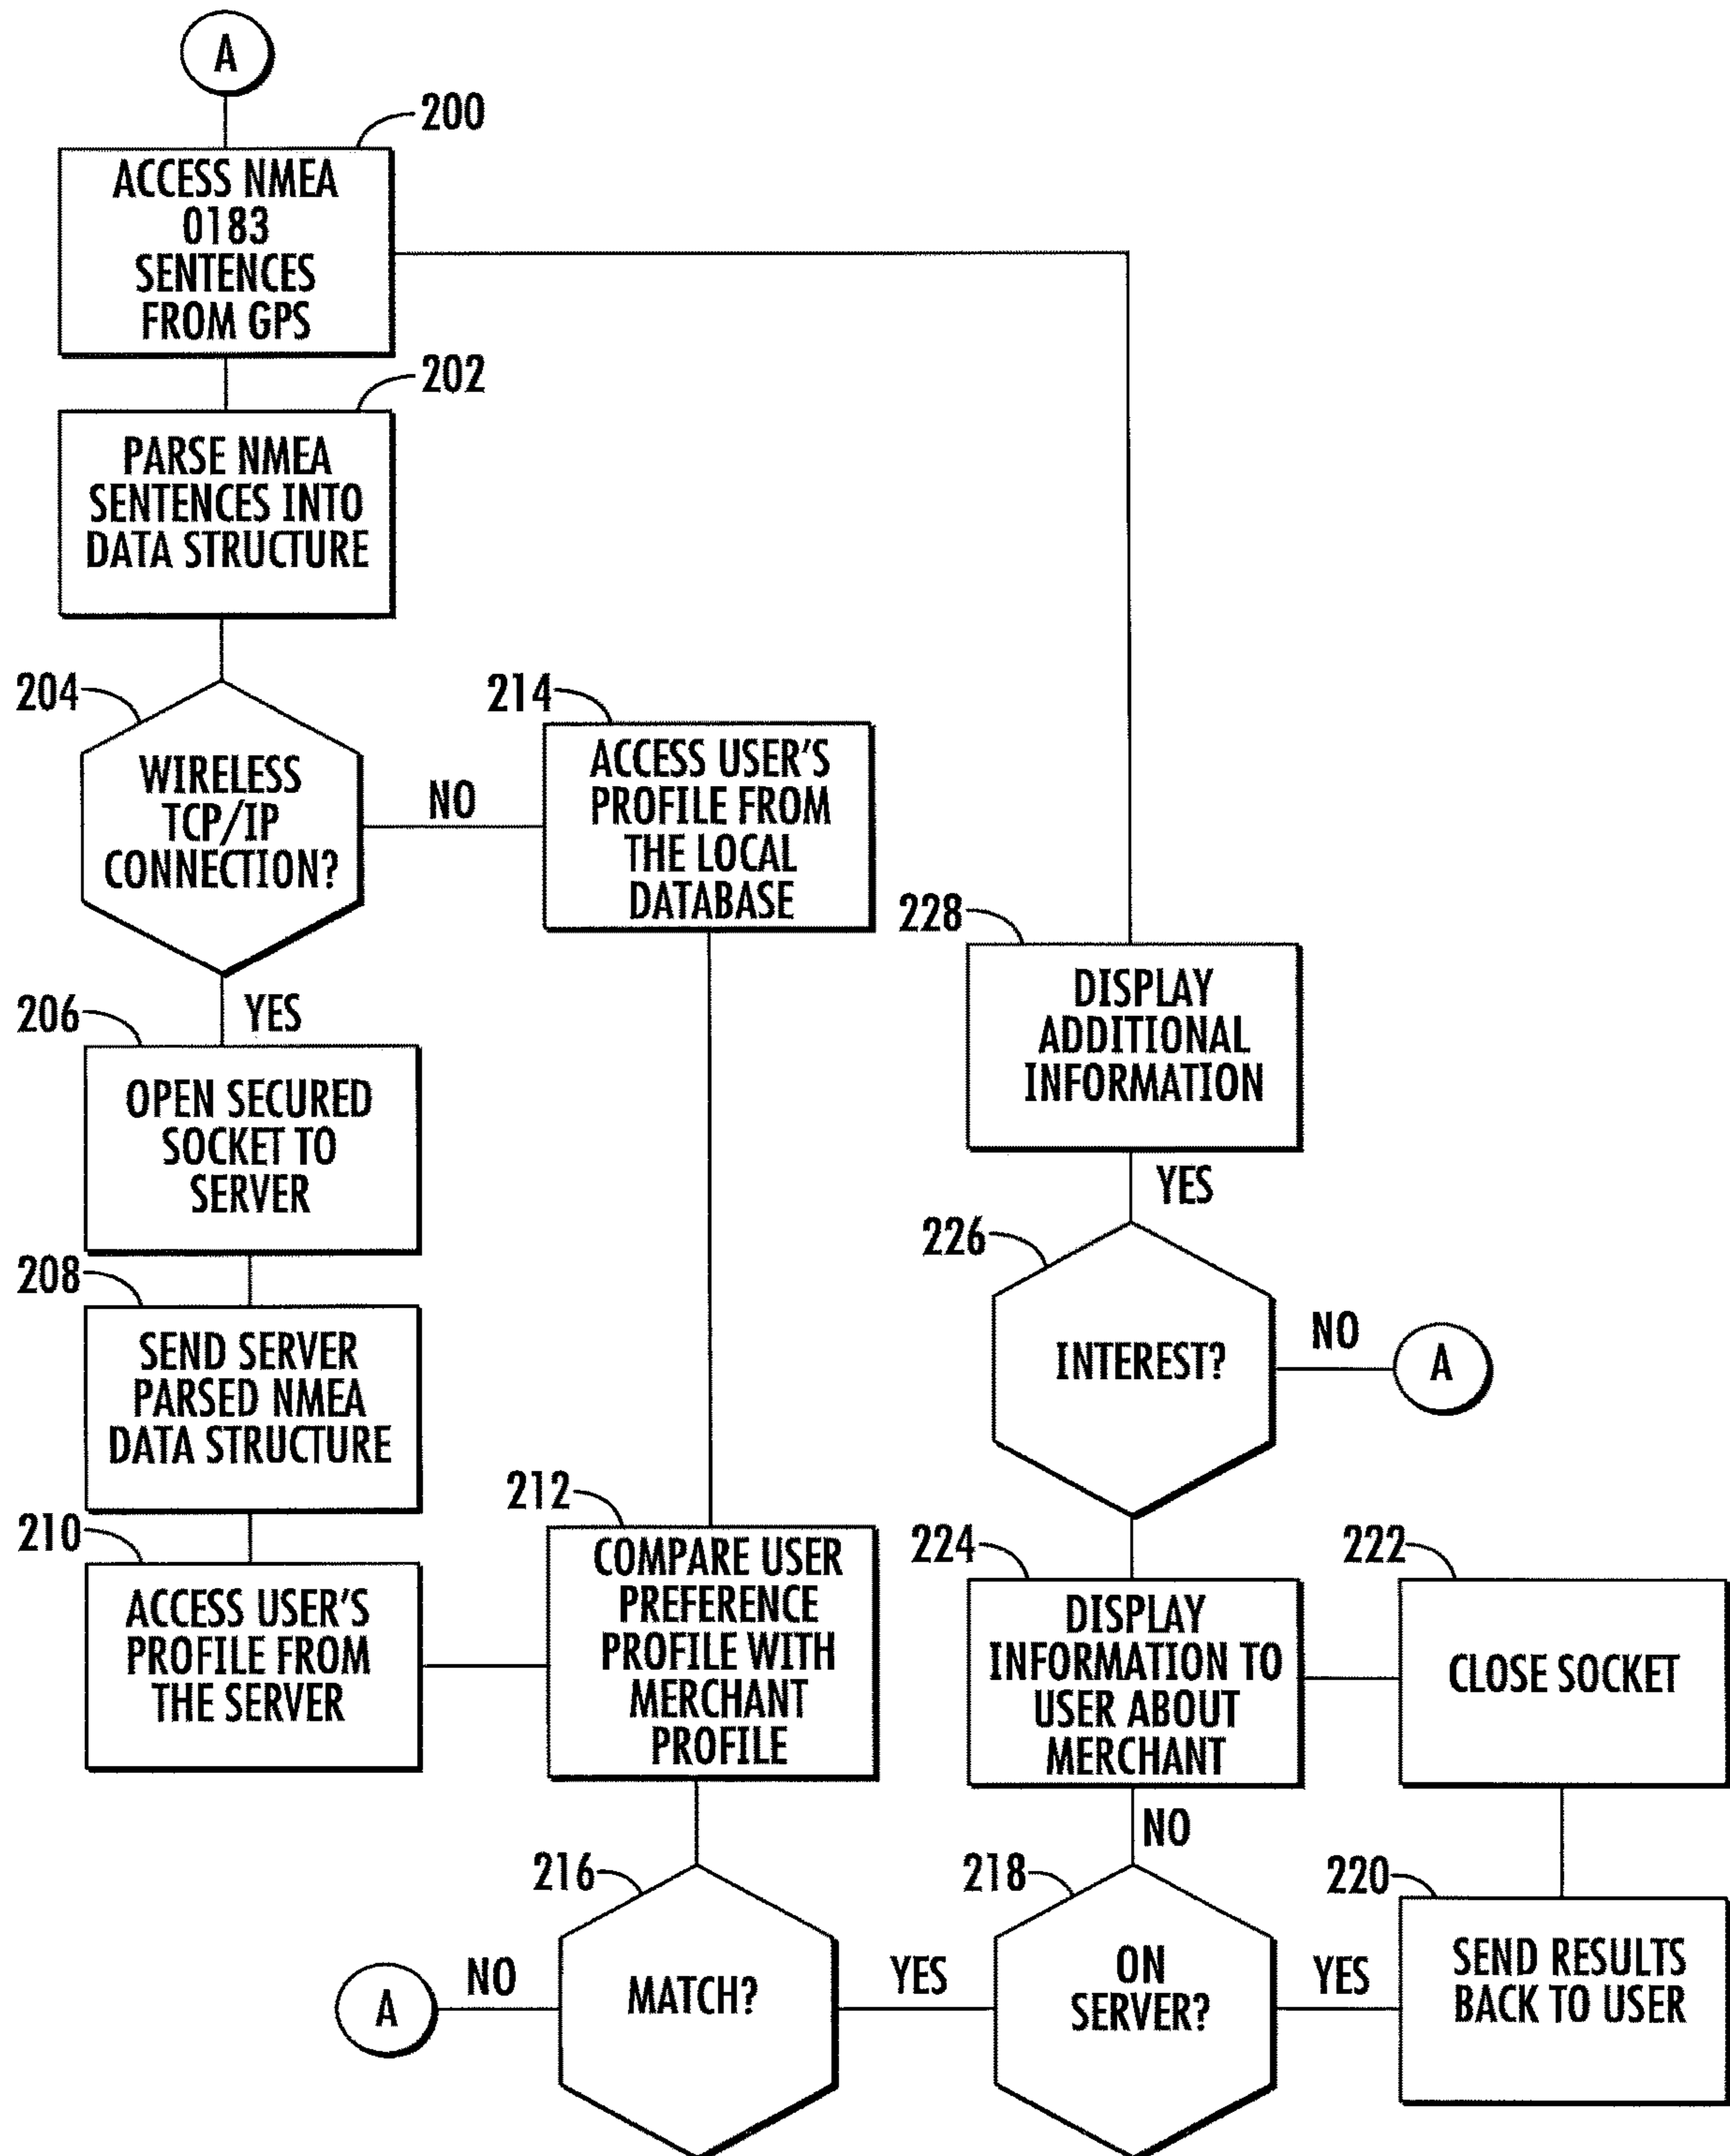 A
200
ACCESS NMEA
0183
SENTENCES
FROM GPS
202
PARSE NMEA
SENTENCES INTO
DATA STRUCTURE
204
WIRELESS
TCP/IP
CONNECTION?
NO
214
ACCESS USER'S
PROFILE FROM
THE LOCAL
DATABASE
YES
206
OPEN SECURED
SOCKET TO
SERVER
208
SEND SERVER
PARSED NMEA
DATA STRUCTURE
210
ACCESS USER'S
PROFILE FROM
THE SERVER
212
COMPARE USER
PREFERENCE
PROFILE WITH
MERCHANT
PROFILE
216
MATCH?
NO
A
YES
218
ON
SERVER?
YES
220
SEND RESULTS
BACK TO USER
222
CLOSE SOCKET
NO
224
DISPLAY
INFORMATION TO
USER ABOUT
MERCHANT
226
INTEREST?
NO
A
YES
228
DISPLAY
ADDITIONAL
INFORMATION